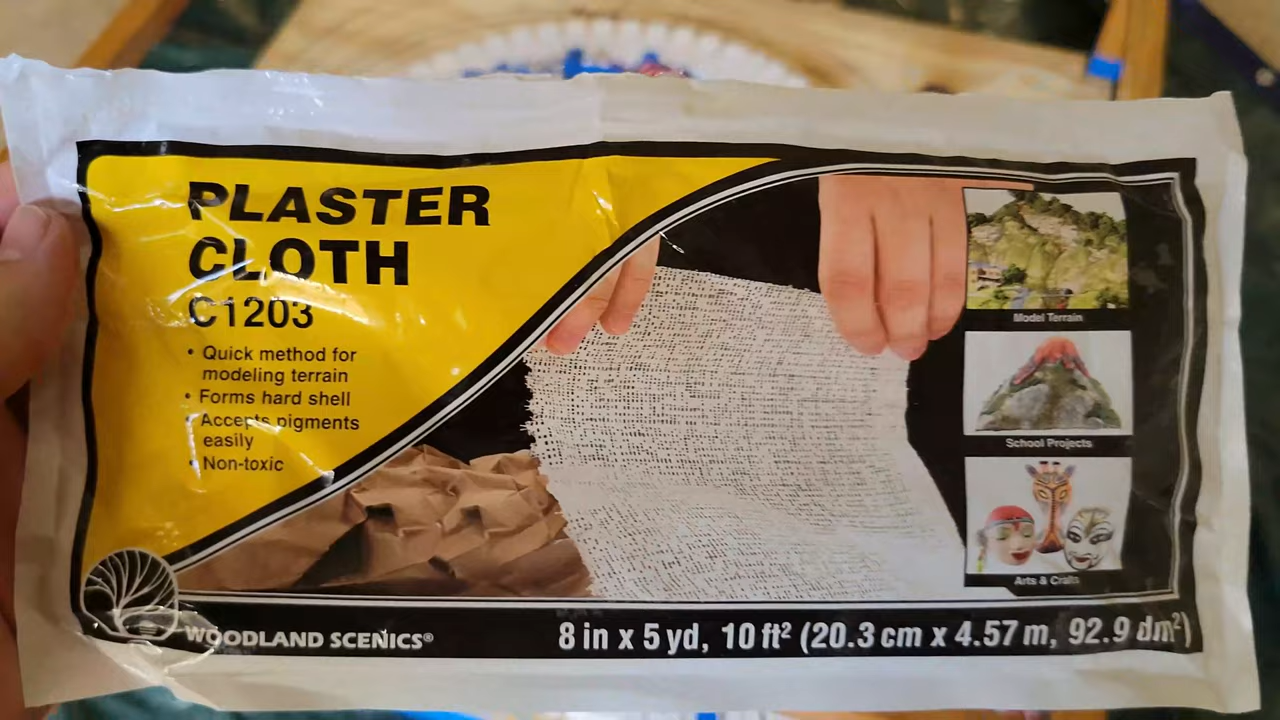 PLASTER
CLOTH
C1203
• Quick method for
modeling terrain
• Forms hard shell
• Accepts pigments
easily
• Non-toxic
Model Terrain
School Projects
Arts & Crafts
WOODLAND SCENICS®
8 in x 5 yd, 10 ft² (20.3 cm x 4.57 m, 92.9 dm²)